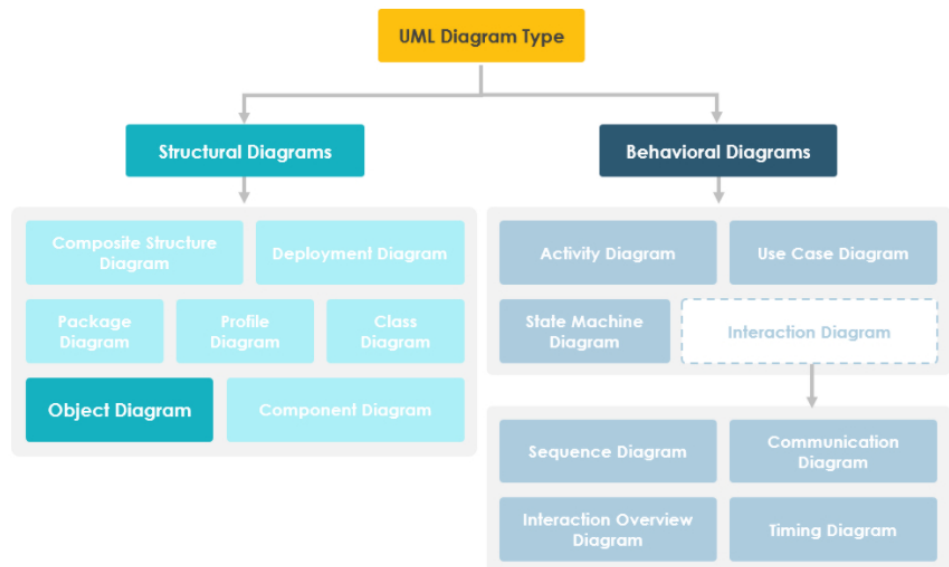 UML Diagram Type
Structural Diagrams
Behavioral Diagrams
Composite Structure
Diagram
Deployment Diagram
Package
Diagram
Profile
Diagram
Class
Diagram
Object Diagram
Component Diagram
Activity Diagram
Use Case Diagram
State Machine
Diagram
Interaction Diagram
Sequence Diagram
Communication
Diagram
Interaction Overview
Diagram
Timing Diagram